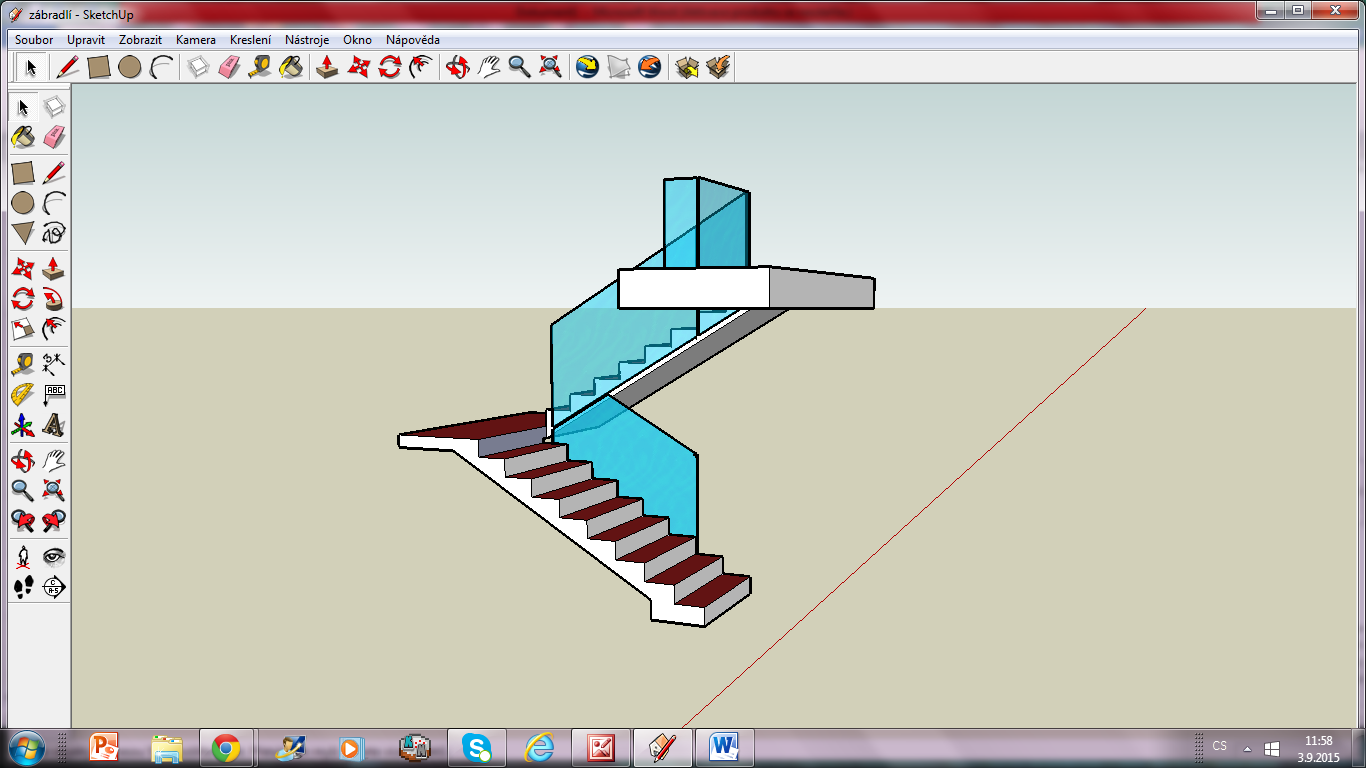 zábradlí - SketchUp
Soubor Upravit Zobrazit Kamera Kreslení Nástroje Okno Nápověda
ABC
A
C
A-S
CS
11:58
3.9.2015